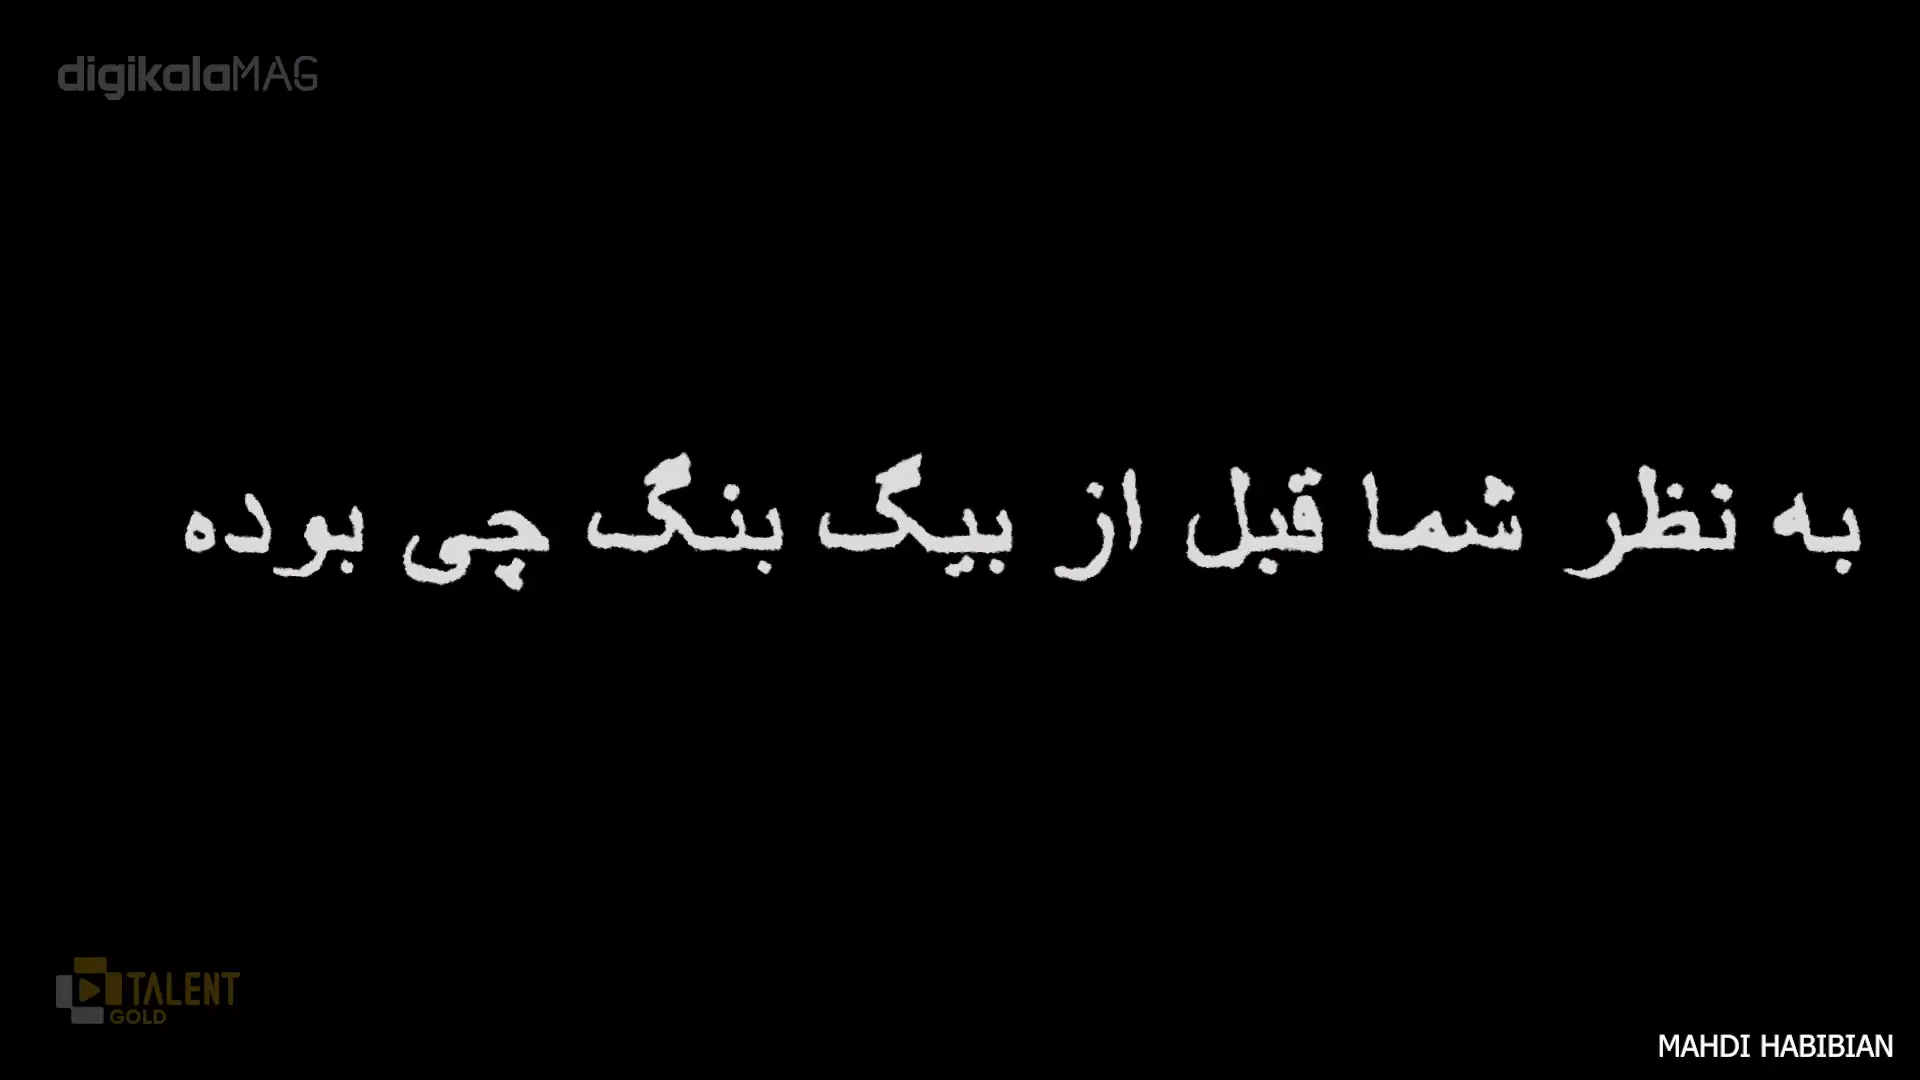 digikalaMAG
به نظر شما قبل از بیگ بنگ چی بوده
TALENT
GOLD
MAHDI HABIBIAN